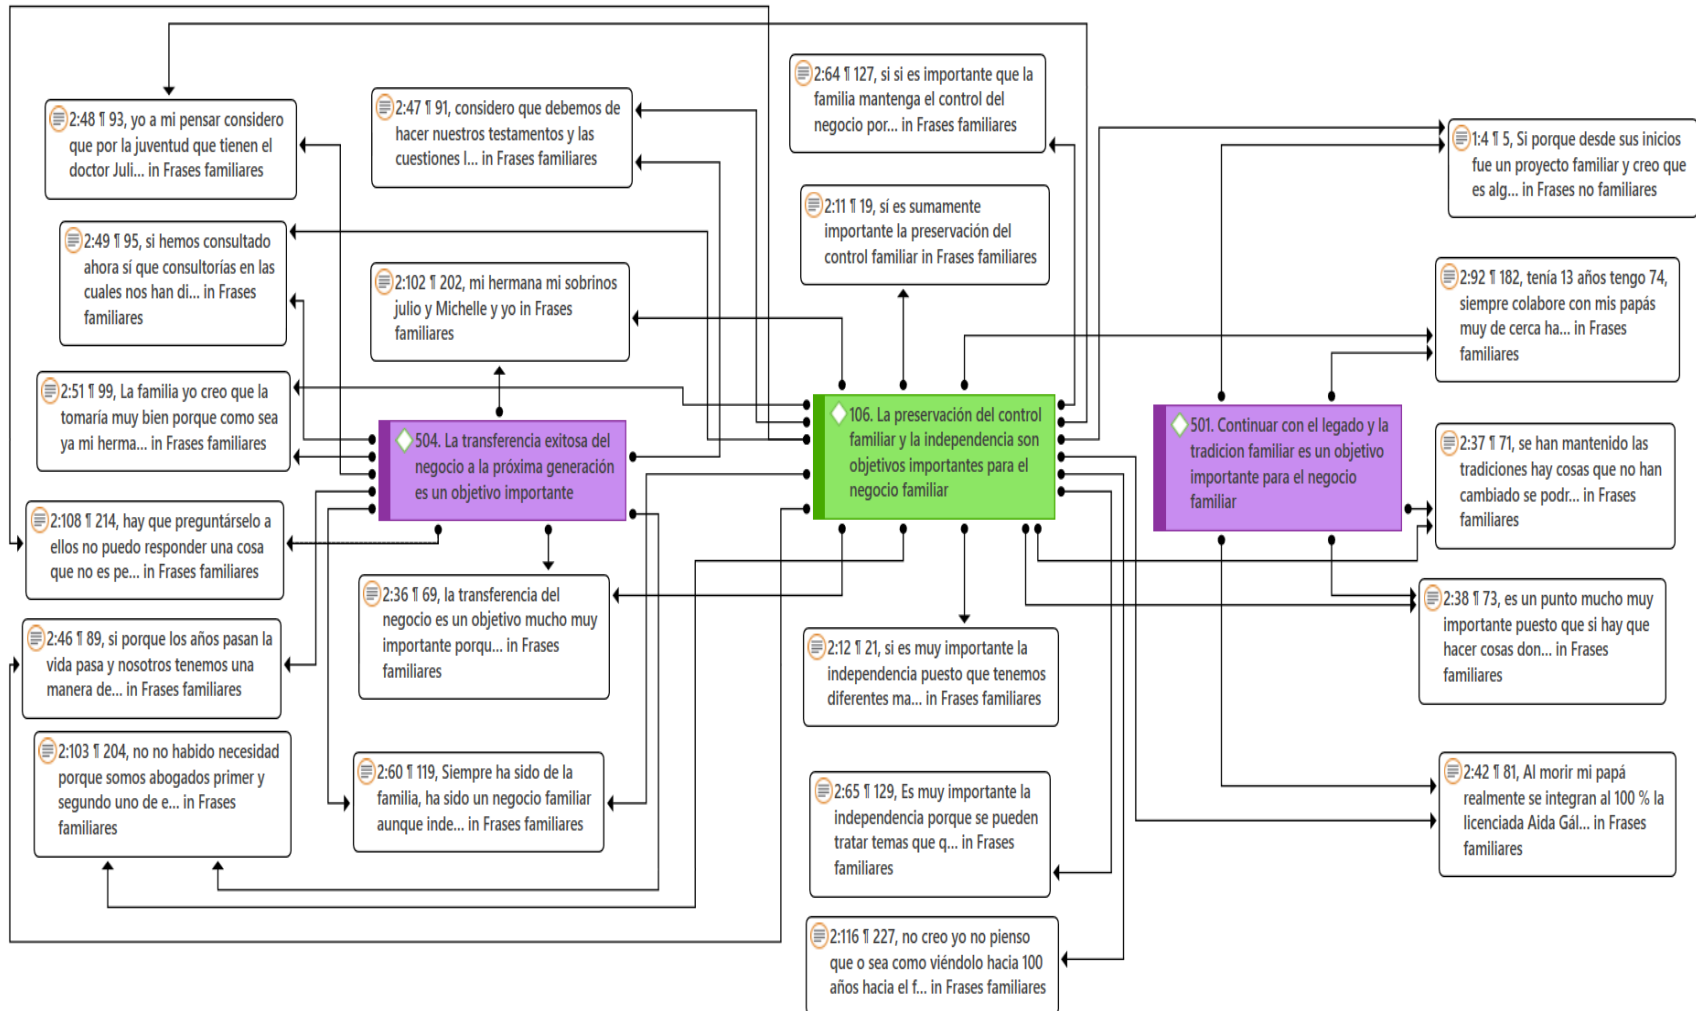 2:64 ¶ 127, si si es importante que la
familia mantenga el control del
negocio por... in Frases
familiares
2:48 ¶ 93, yo a mi pensar considero
que por la juventud que tienen el
doctor Juli... in Frases
familiares
2:47 ¶ 91, considero que debemos de
hacer nuestros testamentos y las
cuestiones l... in Frases
familiares
1:4 ¶ 5, Si porque desde sus inicios
fue un proyecto familiar y creo que
es alg... in Frases no familiares
2:11 ¶ 19, sí es sumamente
importante la preservación del
control familiar in Frases
familiares
2:49 ¶ 95, si hemos consultado
ahora sí que consultorías en las
cuales nos han di... in Frases
familiares
2:102 ¶ 202, mi hermana mi sobrinos
julio y Michelle y yo in Frases
familiares
2:92 ¶ 182, tenía 13 años tengo 74,
siempre colabore con mis papás
muy de cerca ha... in Frases
familiares
2:51 ¶ 99, La familia yo creo que la
tomaría muy bien porque como sea
ya mi herma... in Frases
familiares
504. La transferencia exitosa del
negocio a la próxima generación
es un objetivo importante
106. La preservación del control
familiar y la independencia son
objetivos importantes para el
negocio familiar
501. Continuar con el legado y la
tradicion familiar es un objetivo
importante para el negocio
familiar
2:37 ¶ 71, se han mantenido las
tradiciones hay cosas que no han
cambiado se podr... in Frases
familiares
2:108 ¶ 214, hay que preguntárselo a
ellos no puedo responder una cosa
que no es pe... in Frases
familiares
2:36 ¶ 69, la transferencia del
negocio es un objetivo mucho muy
importante porqu... in Frases
familiares
2:38 ¶ 73, es un punto mucho muy
importante puesto que si hay que
hacer cosas don... in Frases
familiares
2:46 ¶ 89, si porque los años pasan la
vida pasa y nosotros tenemos una
manera de... in Frases
familiares
2:12 ¶ 21, si es muy importante la
independencia puesto que tenemos
diferentes ma... in Frases
familiares
2:103 ¶ 204, no no habido necesidad
porque somos abogados primer y
segundo uno de e... in Frases
familiares
2:60 ¶ 119, Siempre ha sido de la
familia, ha sido un negocio familiar
aunque inde... in Frases
familiares
2:65 ¶ 129, Es muy importante la
independencia porque se pueden
tratar temas que q... in Frases
familiares
2:42 ¶ 81, Al morir mi papá
realmente se integran al 100 % la
licenciada Aida Gál... in Frases
familiares
2:116 ¶ 227, no creo yo no pienso
que o sea como viéndolo hacia 100
años hacia el f... in Frases
familiares